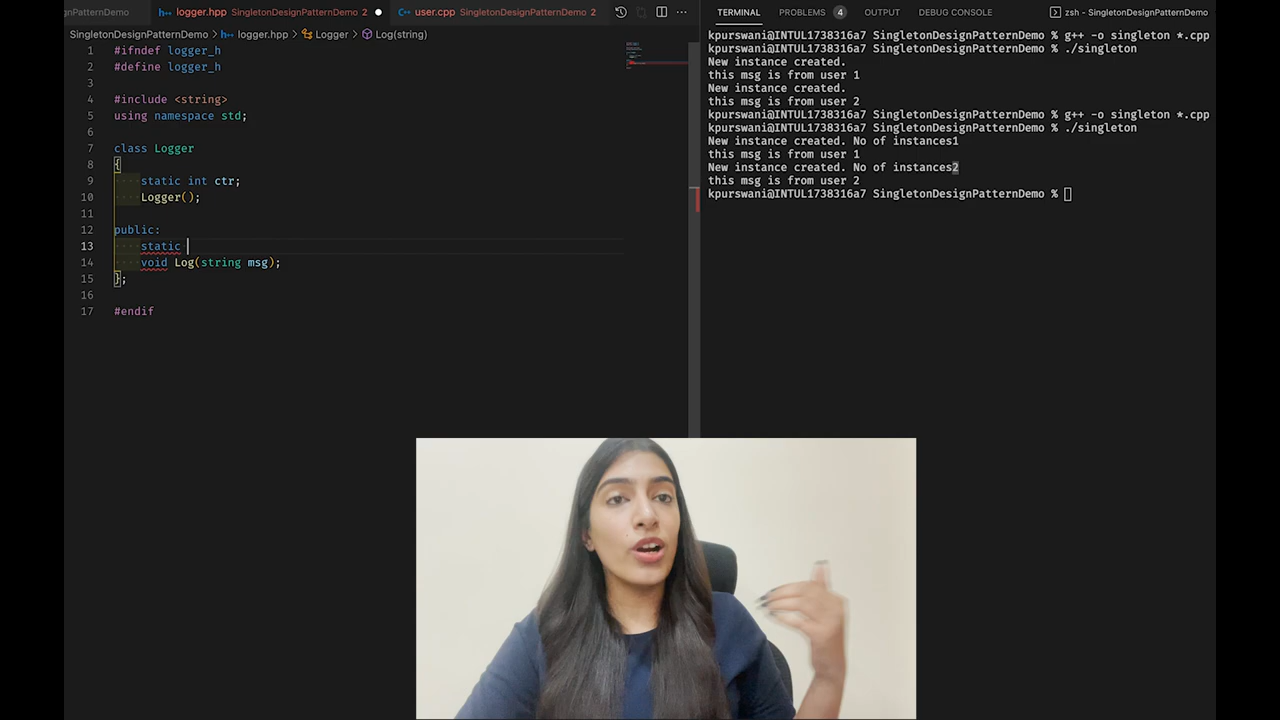 gnPatternDemo logger.hpp SingletonDesignPatternDemo 2 user.cpp SingletonDesignPatternDemo 2
SingletonDesignPatternDemo > logger.hpp > Logger > Log(string)
1 #ifndef logger_h
2 #define logger_h
3
4 #include <string>
5 using namespace std;
6
7 class Logger
8 {
9 static int ctr;
10 Logger();
11
12 public:
13 static
14 void Log(string msg);
15 };
16
17 #endif
TERMINAL PROBLEMS 4 OUTPUT DEBUG CONSOLE zsh - SingletonDesignPatternDemo
kpurswani@INTUL1738316a7 SingletonDesignPatternDemo % g++ -o singleton *.cpp
kpurswani@INTUL1738316a7 SingletonDesignPatternDemo % ./singleton
New instance created.
this msg is from user 1
New instance created.
this msg is from user 2
kpurswani@INTUL1738316a7 SingletonDesignPatternDemo % g++ -o singleton *.cpp
kpurswani@INTUL1738316a7 SingletonDesignPatternDemo % ./singleton
New instance created. No of instances1
this msg is from user 1
New instance created. No of instances2
this msg is from user 2
kpurswani@INTUL1738316a7 SingletonDesignPatternDemo %